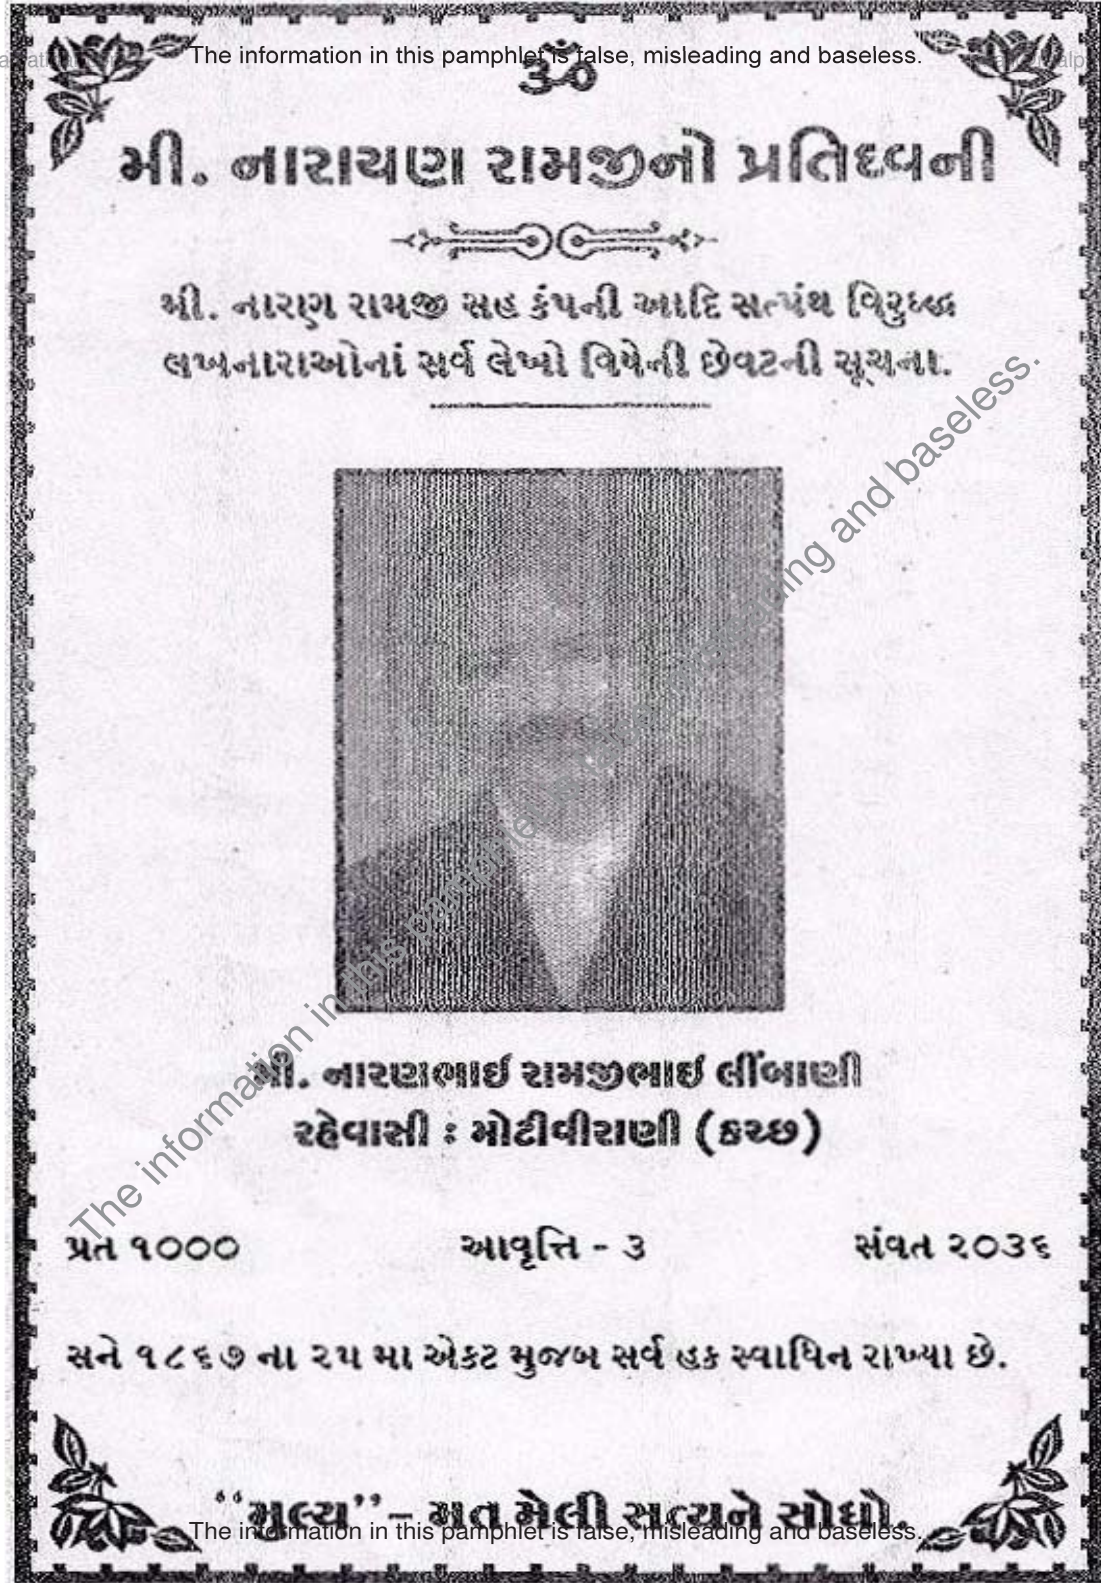 The information in this pamphlet is false, misleading and baseless.
ૐ
મી. નારાયણ રામજીનો પ્રતિધ્વની
મી. નારાણ રામજી સહ કંપની આદિ સત્પંથ વિરુદ્ધ
લખનારાઓનાં સર્વ લેખો વિષેની છેવટની સૂચના.
The information in this pamphlet is false, misleading and baseless.
મી. નારણભાઈ રામજીભાઈ લીંબાણી
રહેવાસી : મોટીવીરાણી (કચ્છ)
પ્રત ૧૦૦૦ આવૃત્તિ - ૩ સંવત ૨૦૩૬
સને ૧૮૬૭ ના ૨૫ મા એકટ મુજબ સર્વ હક સ્વાધિન રાખ્યા છે.
“મુલ્ય” – મત મેલી સત્યને સોધો.
The information in this pamphlet is false, misleading and baseless.